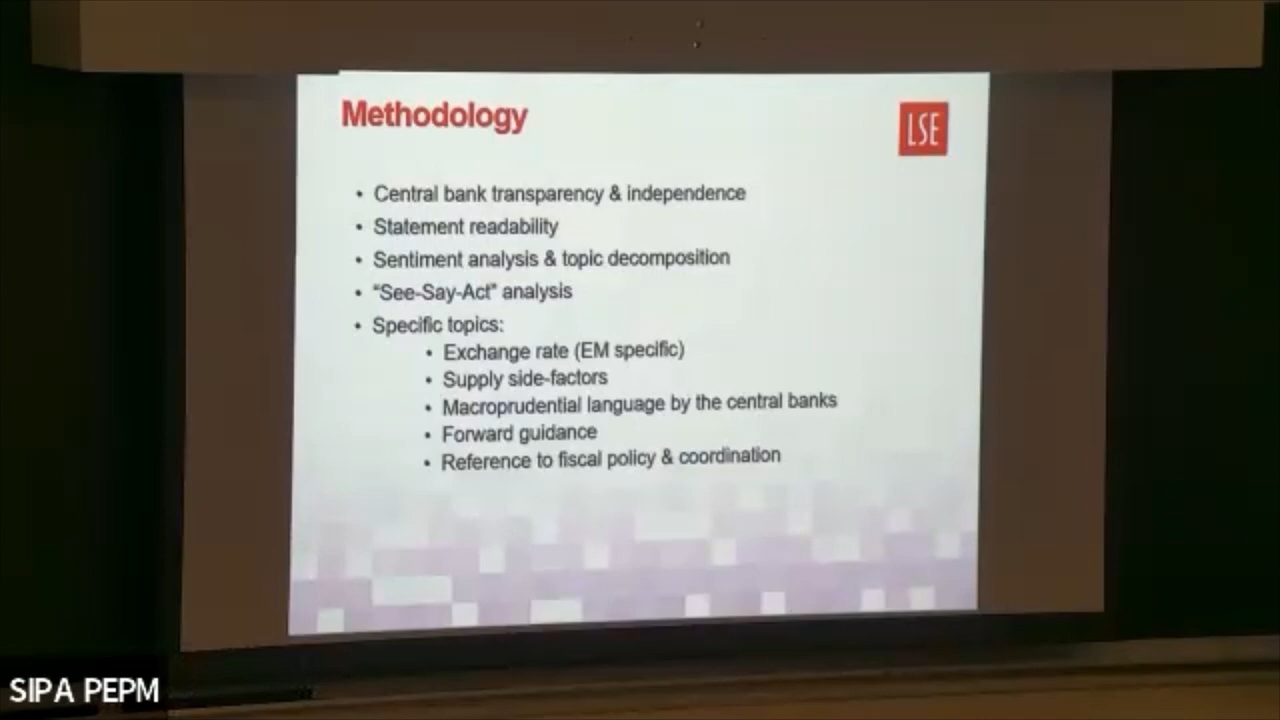 Methodology
LSE
• Central bank transparency & independence
• Statement readability
• Sentiment analysis & topic decomposition
• “See-Say-Act” analysis
• Specific topics:
• Exchange rate (EM specific)
• Supply side-factors
• Macroprudential language by the central banks
• Forward guidance
• Reference to fiscal policy & coordination
SIPA PEPM